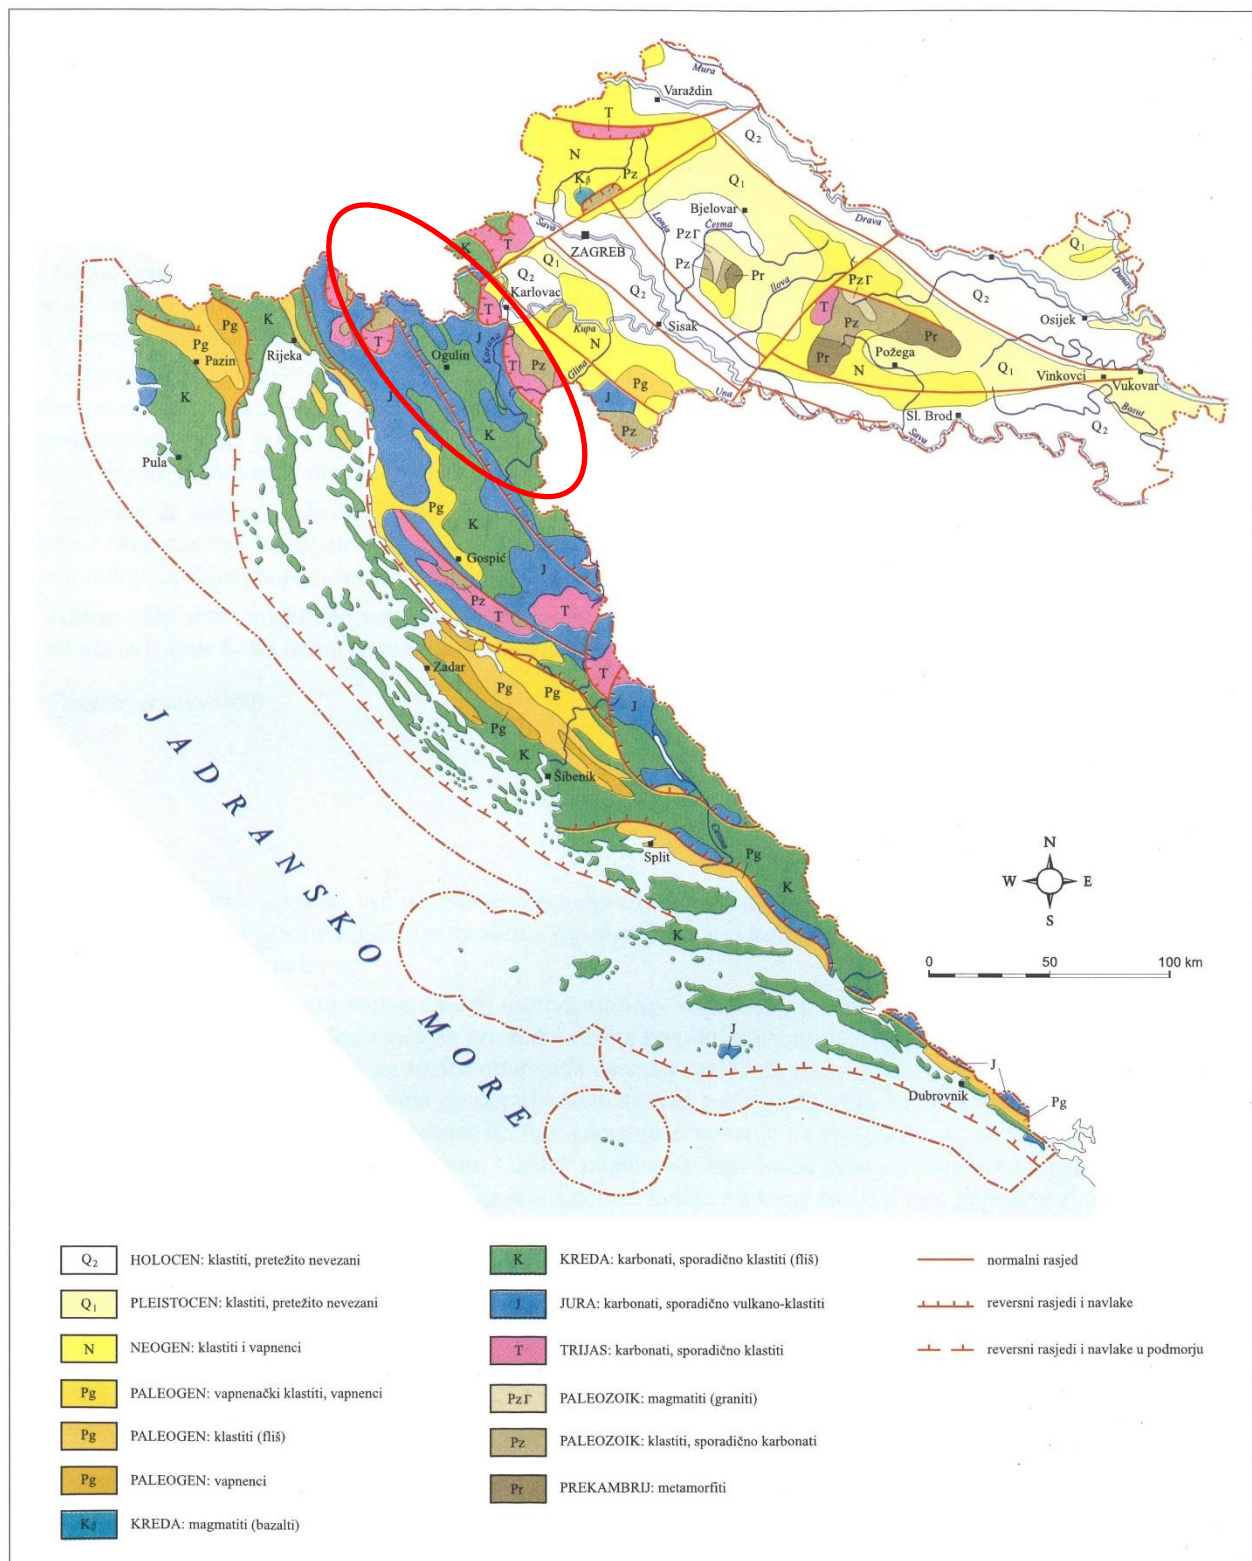 Mura
Varaždin
T
Q₂
N
Pz
Kβ
Q₁
Bjelovar
Drava
Sava
Lonja
Česma
K
T
ZAGREB
PzΓ
Q₁
Q₁
Dunav
Q₂
Pz
Pr
Ilova
PzΓ
Karlovac
Q₂
T
Q₂
Pg
K
T
Kupa
Sisak
Osijek
Pg
Pazin
Rijeka
T
J
Ogulin
Korana
N
Pz
Pr
T
Pz
Glina
Pr
Požega
Q₁
Vinkovci
Vukovar
K
J
Pg
Una
N
J
Sl. Brod
Bosut
Pula
K
Pz
Sava
Q₂
Pg
K
Gospić
J
Pz
T
T
Zadar
T
Pg
Pg
J
Pg
K
Šibenik
Cetina
Split
Pg
K
K
J
J
Dubrovnik
Pg
JADRANSKO MORE
N
W E
S
0 50 100 km
Q₂ HOLOCEN: klastiti, pretežito nevezani
Q₁ PLEISTOCEN: klastiti, pretežito nevezani
N NEOGEN: klastiti i vapnenci
Pg PALEOGEN: vapnenački klastiti, vapnenci
Pg PALEOGEN: klastiti (fliš)
Pg PALEOGEN: vapnenci
Kβ KREDA: magmatiti (bazalti)
K KREDA: karbonati, sporadično klastiti (fliš)
J JURA: karbonati, sporadično vulkano-klastiti
T TRIJAS: karbonati, sporadično klastiti
PzΓ PALEOZOIK: magmatiti (graniti)
Pz PALEOZOIK: klastiti, sporadično karbonati
Pr PREKAMBRIJ: metamorfiti
normalni rasjed
reversni rasjedi i navlake
reversni rasjedi i navlake u podmorju